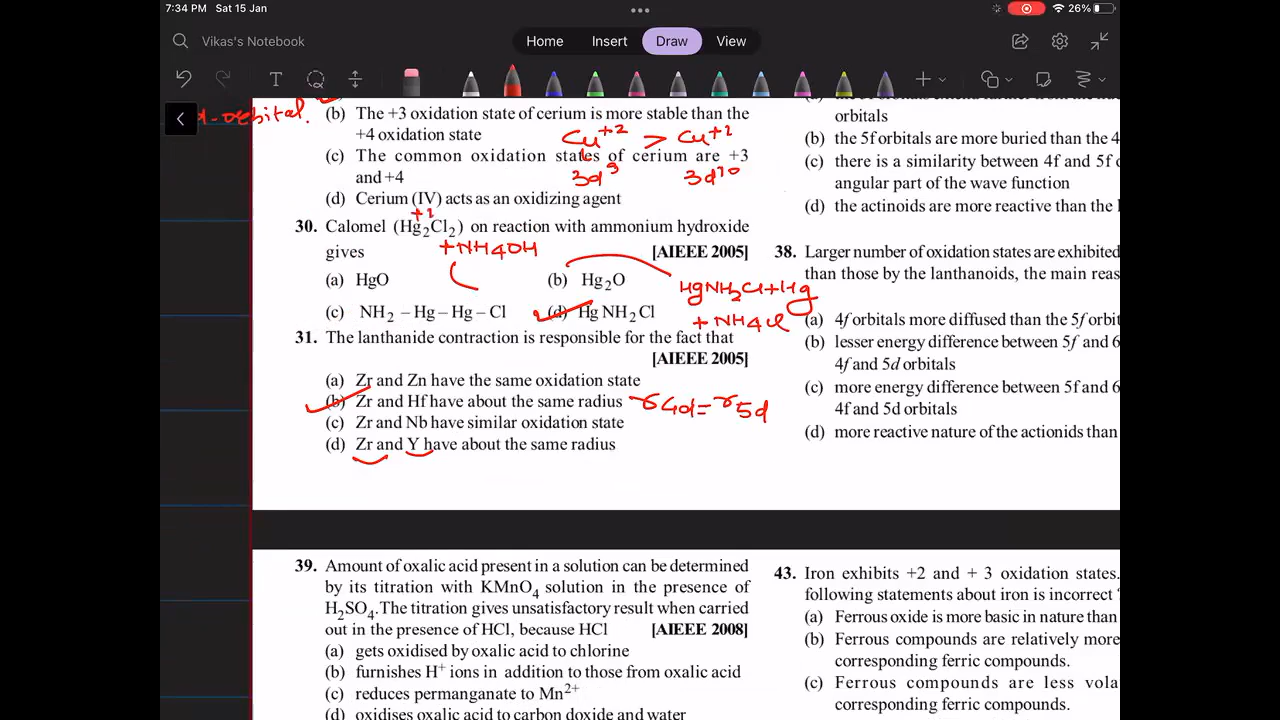 7:34 PM Sat 15 Jan
26%
Vikas's Notebook
Home Insert Draw View
d-orbital.
(b) The +3 oxidation state of cerium is more stable than the
+4 oxidation state
Cu+2 > Cu+1
(c) The common oxidation states of cerium are +3
and +4
3d9 3d10
(d) Cerium (IV) acts as an oxidizing agent
+1
30. Calomel (Hg2Cl2) on reaction with ammonium hydroxide
gives [AIEEE 2005]
+NH4OH
(a) HgO (b) Hg2O
HgNH2Cl+Hg
(c) NH2 – Hg – Hg – Cl (d) Hg NH2Cl
+ NH4Cl
31. The lanthanide contraction is responsible for the fact that
[AIEEE 2005]
(a) Zr and Zn have the same oxidation state
(b) Zr and Hf have about the same radius
r4d = r5d
(c) Zr and Nb have similar oxidation state
(d) Zr and Y have about the same radius
orbitals
(b) the 5f orbitals are more buried than the 4
(c) there is a similarity between 4f and 5f o
angular part of the wave function
(d) the actinoids are more reactive than the l
38. Larger number of oxidation states are exhibited
than those by the lanthanoids, the main reas
(a) 4f orbitals more diffused than the 5f orbit
(b) lesser energy difference between 5f and 6
4f and 5d orbitals
(c) more energy difference between 5f and 6
4f and 5d orbitals
(d) more reactive nature of the actionids than
39. Amount of oxalic acid present in a solution can be determined
by its titration with KMnO4 solution in the presence of
H2SO4.The titration gives unsatisfactory result when carried
out in the presence of HCl, because HCl [AIEEE 2008]
(a) gets oxidised by oxalic acid to chlorine
(b) furnishes H+ ions in addition to those from oxalic acid
(c) reduces permanganate to Mn2+
(d) oxidises oxalic acid to carbon doxide and water
43. Iron exhibits +2 and + 3 oxidation states.
following statements about iron is incorrect ?
(a) Ferrous oxide is more basic in nature than
(b) Ferrous compounds are relatively more
corresponding ferric compounds.
(c) Ferrous compounds are less vola
corresponding ferric compounds.